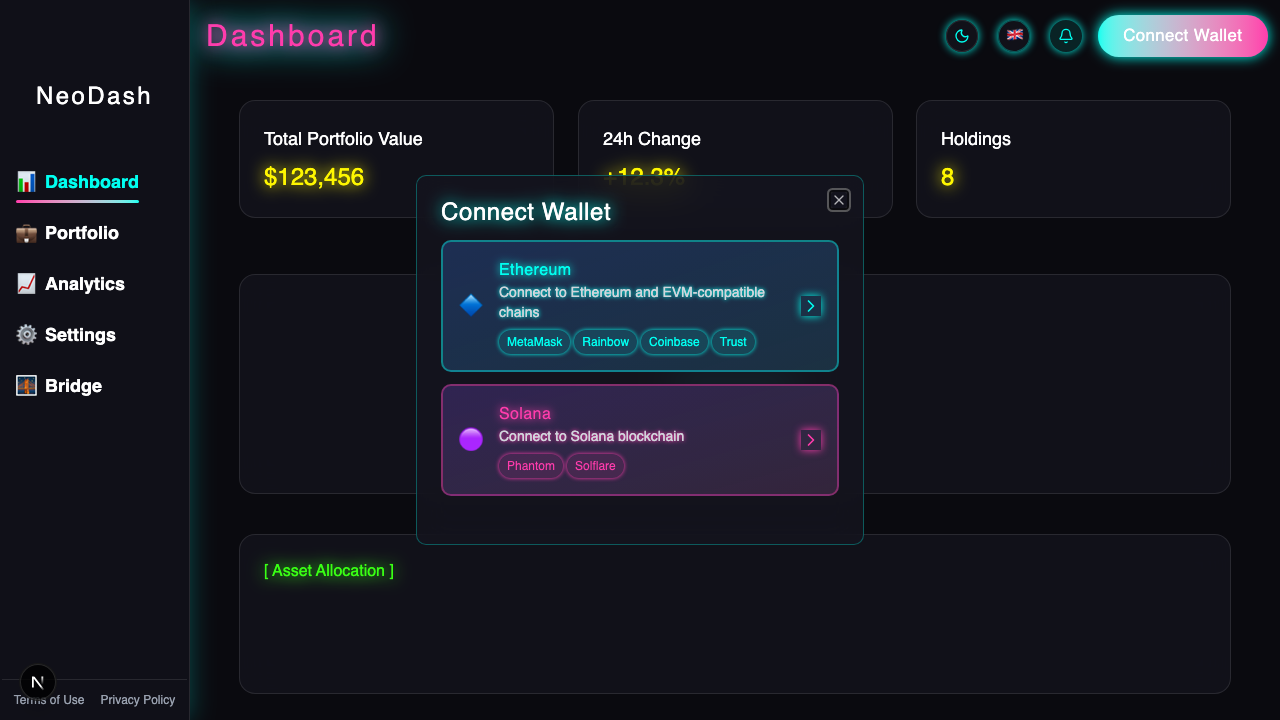 NeoDash
Dashboard
Portfolio
Analytics
Settings
Bridge
N
Terms of Use Privacy Policy
Dashboard
Connect Wallet
Total Portfolio Value
$123,456
24h Change
+12.3%
Holdings
8
Connect Wallet
Ethereum
Connect to Ethereum and EVM-compatible
chains
MetaMask Rainbow Coinbase Trust
Solana
Connect to Solana blockchain
Phantom Solflare
[ Asset Allocation ]